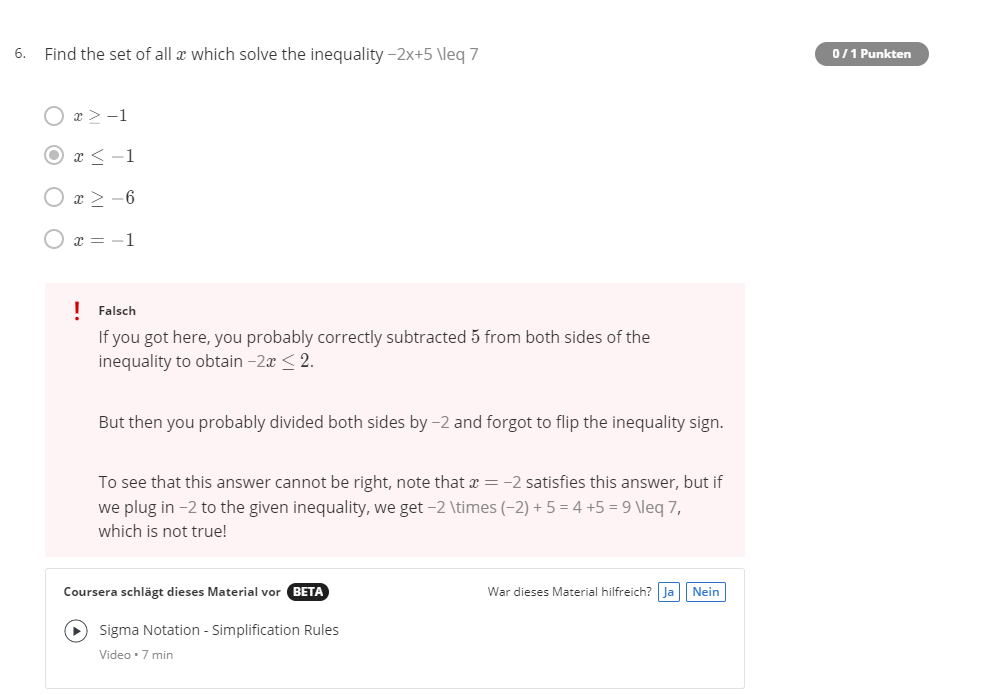 6. Find the set of all x which solve the inequality −2x+5 \leq 7
0 / 1 Punkten
x ≥ −1
x ≤ −1
x ≥ −6
x = −1
! Falsch
If you got here, you probably correctly subtracted 5 from both sides of the
inequality to obtain −2x ≤ 2.
But then you probably divided both sides by −2 and forgot to flip the inequality sign.
To see that this answer cannot be right, note that x = −2 satisfies this answer, but if
we plug in −2 to the given inequality, we get −2 \times (−2) + 5 = 4 +5 = 9 \leq 7,
which is not true!
Coursera schlägt dieses Material vor BETA
War dieses Material hilfreich? Ja Nein
Sigma Notation - Simplification Rules
Video • 7 min